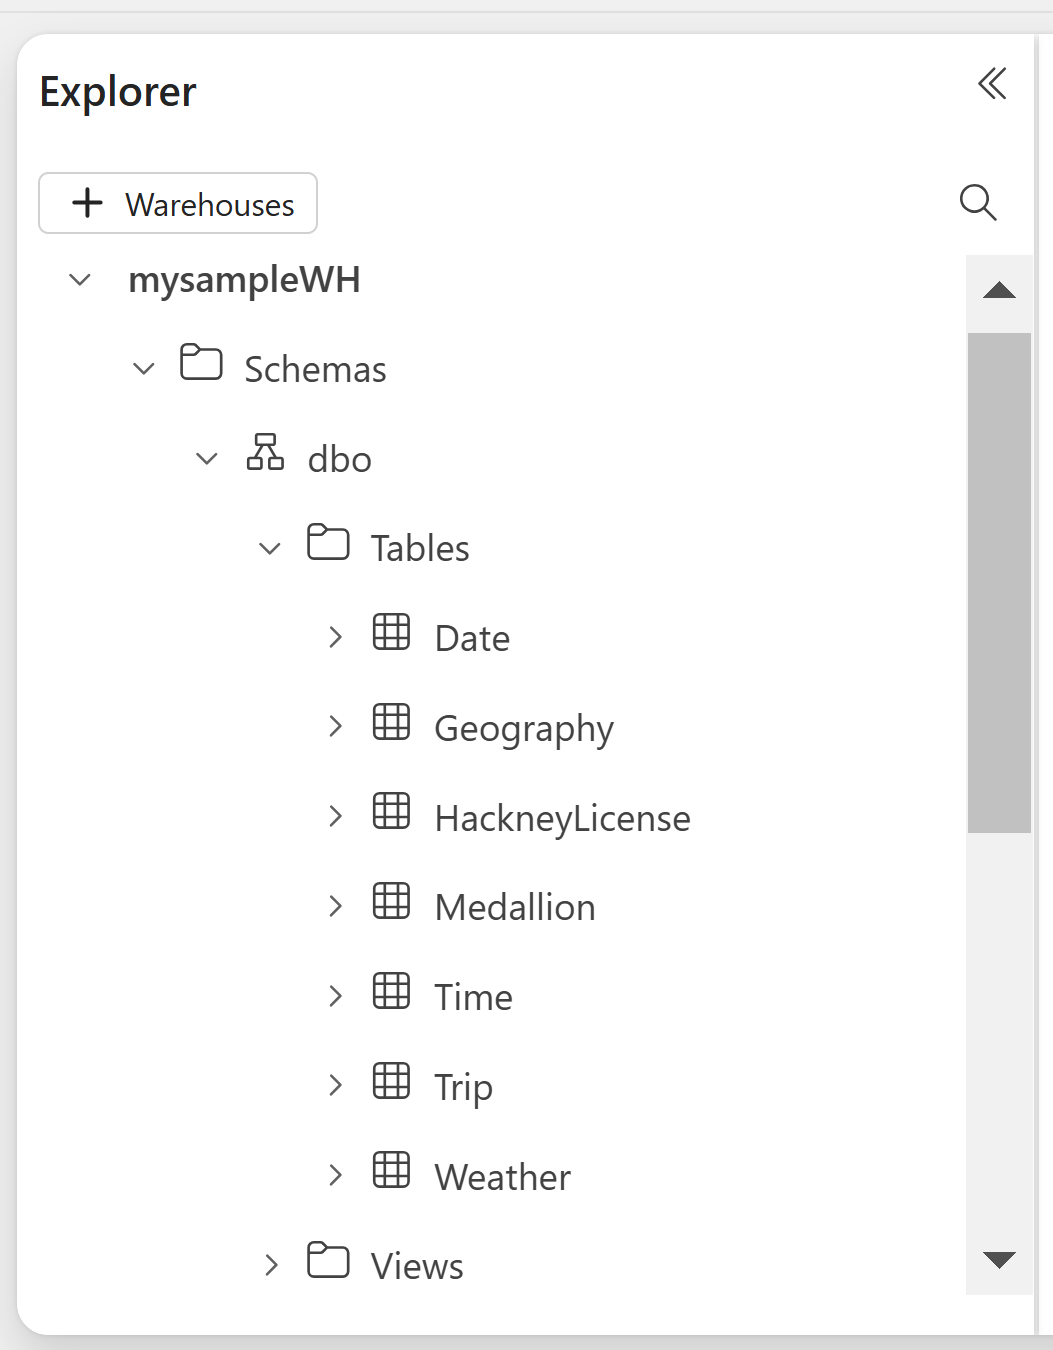 Explorer
Warehouses
mysampleWH
Schemas
dbo
Tables
Date
Geography
HackneyLicense
Medallion
Time
Trip
Weather
Views